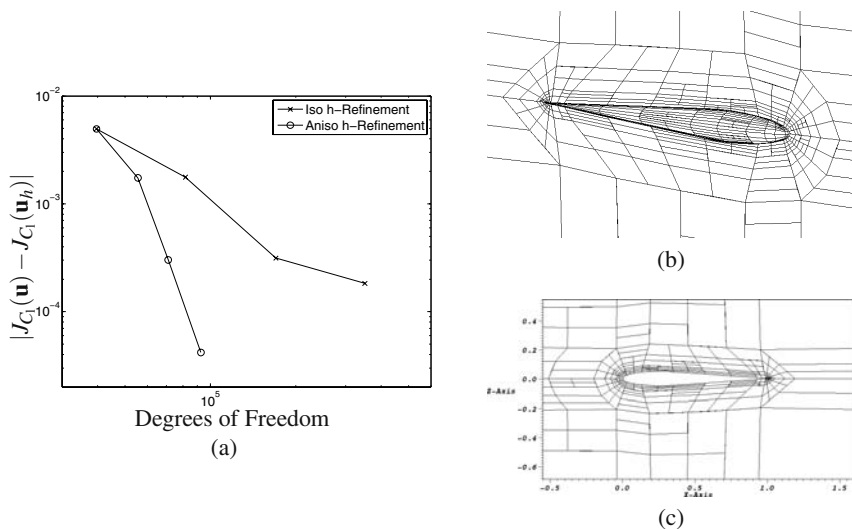 10^−2
Iso h−Refinement
Aniso h−Refinement
10^−3
10^−4
|J_{C_l}(u) − J_{C_l}(u_h)|
10^5
Degrees of Freedom
(a)
(b)
0.4
0.2
0.0
-0.2
-0.4
-0.6
Z-Axis
-0.5
0.0
0.5
1.0
1.5
X-Axis
(c)